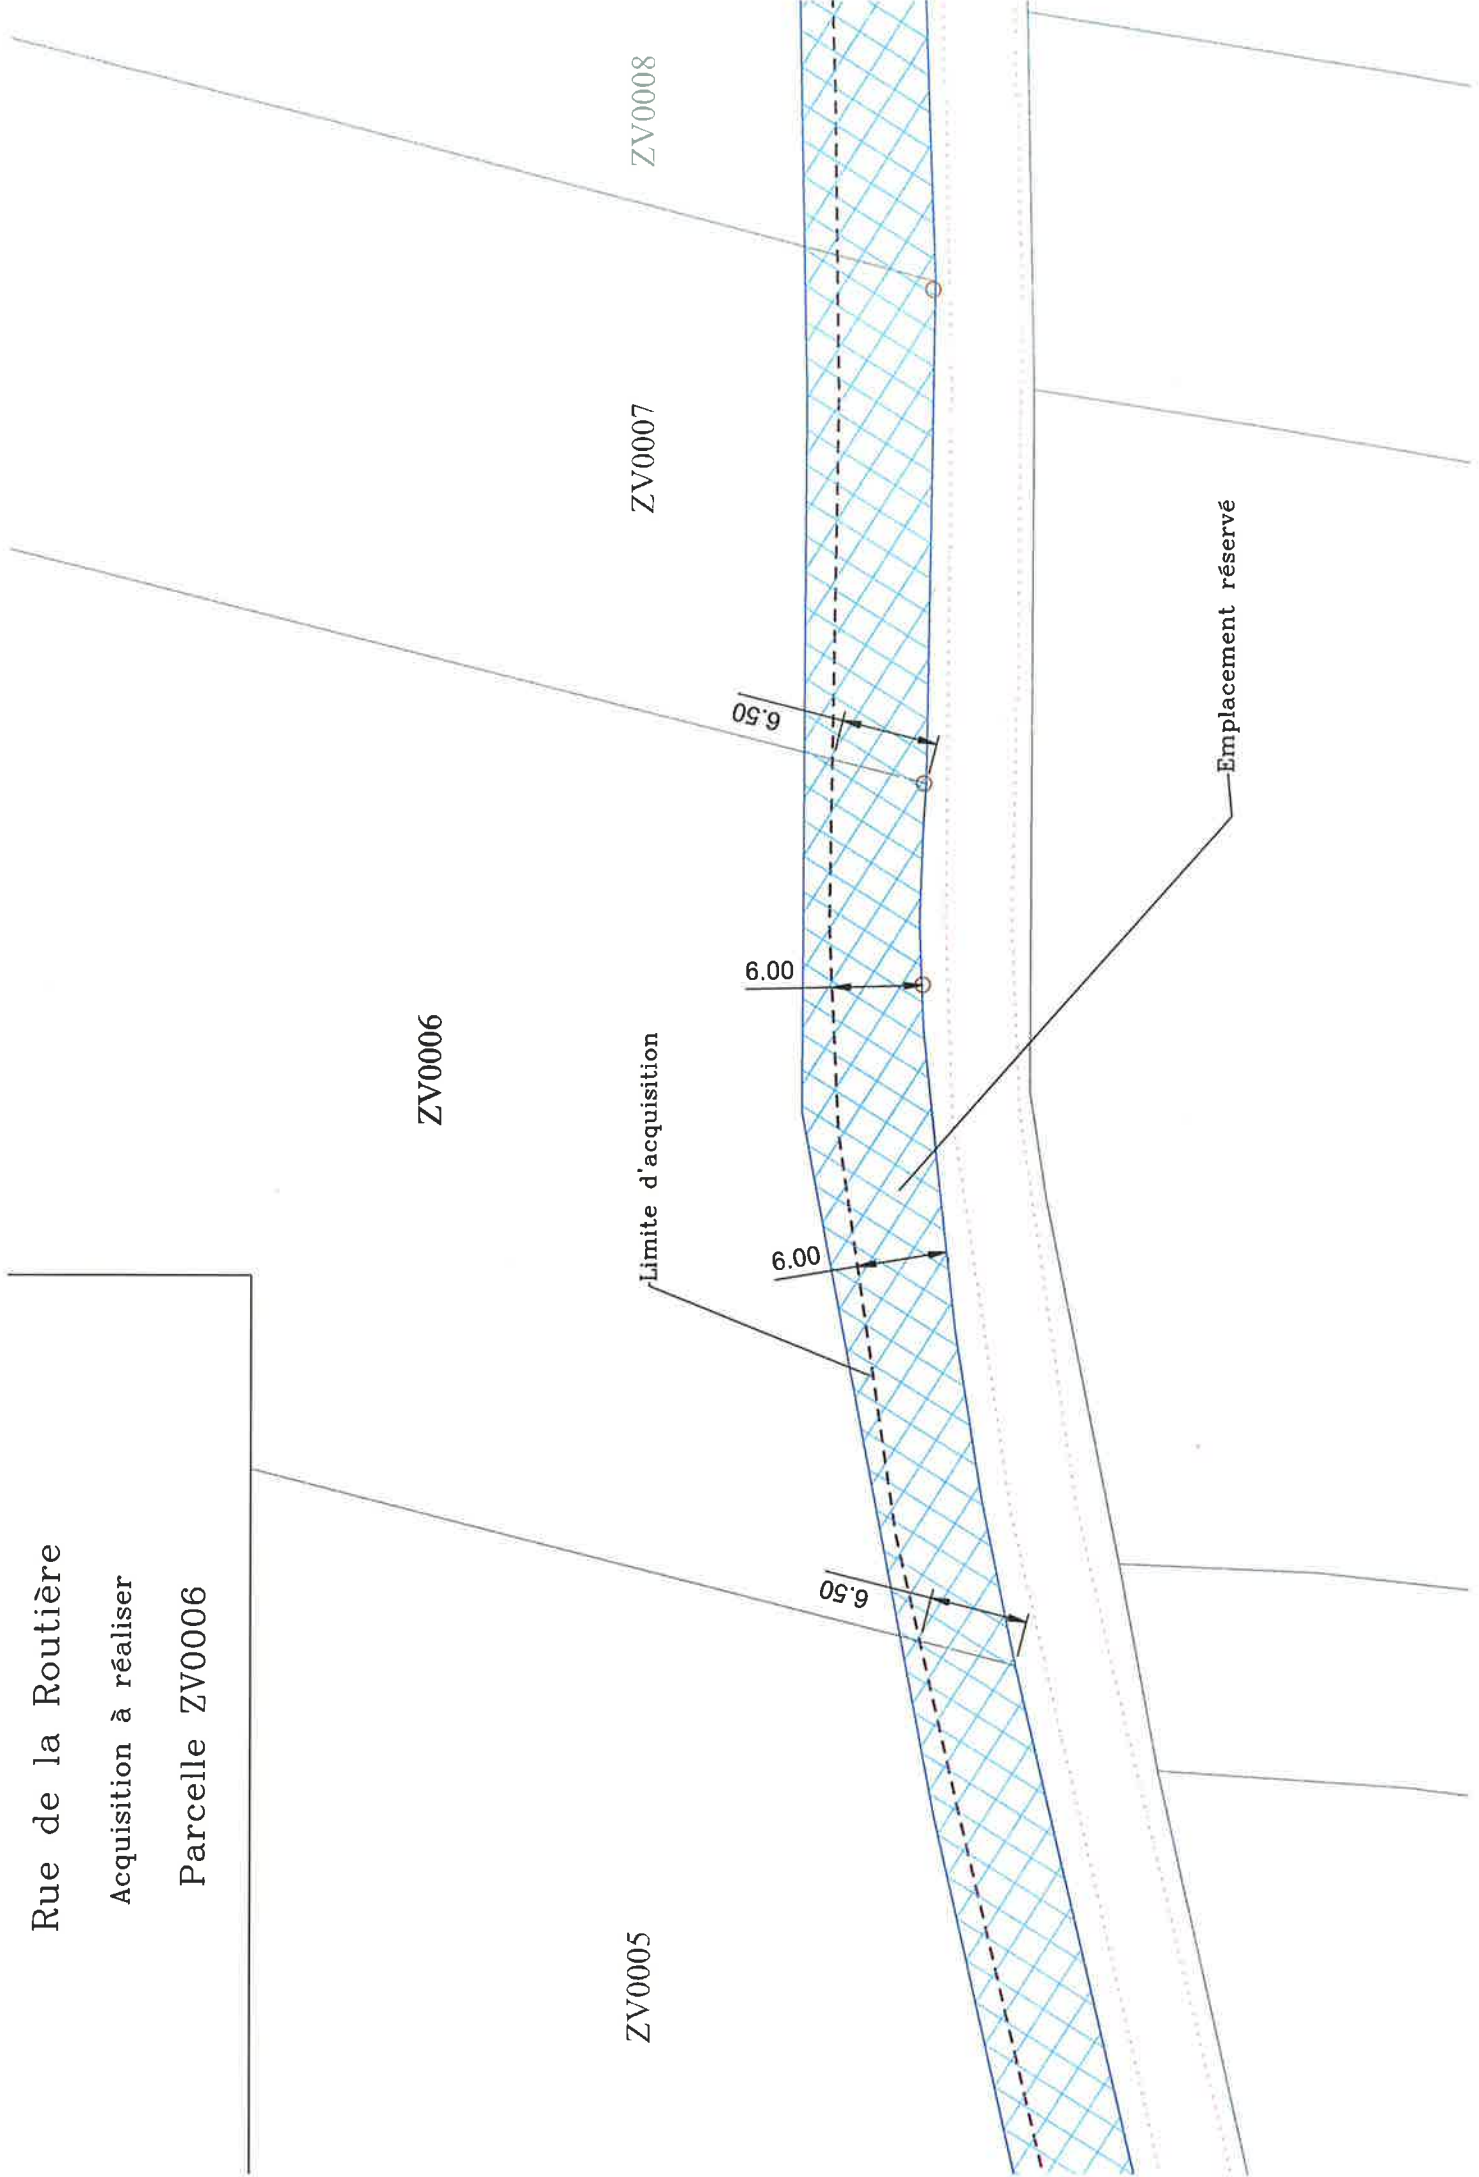 Rue de la Routière
Acquisition à réaliser
Parcelle ZV0006
ZV0005
ZV0006
ZV0007
ZV0008
Limite d'acquisition
6.50
6.00
6.00
6.50
Emplacement réservé